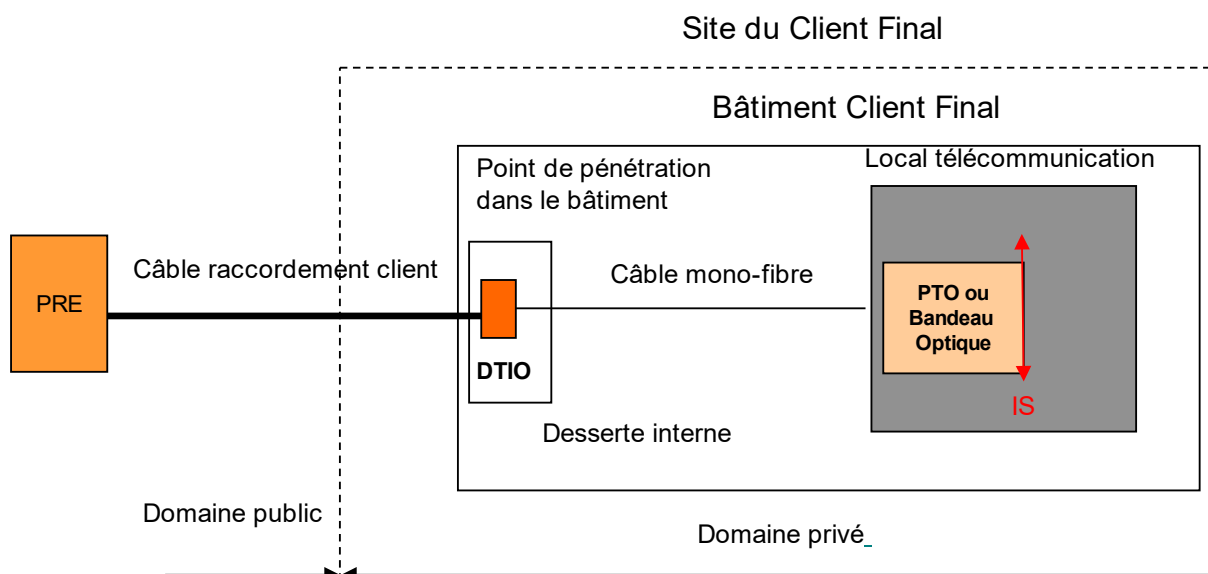 Site du Client Final
Bâtiment Client Final
Point de pénétration
dans le bâtiment
Local télécommunication
Câble raccordement client
Câble mono-fibre
PRE
PTO ou
Bandeau
Optique
DTIO
IS
Desserte interne
Domaine public
Domaine privé